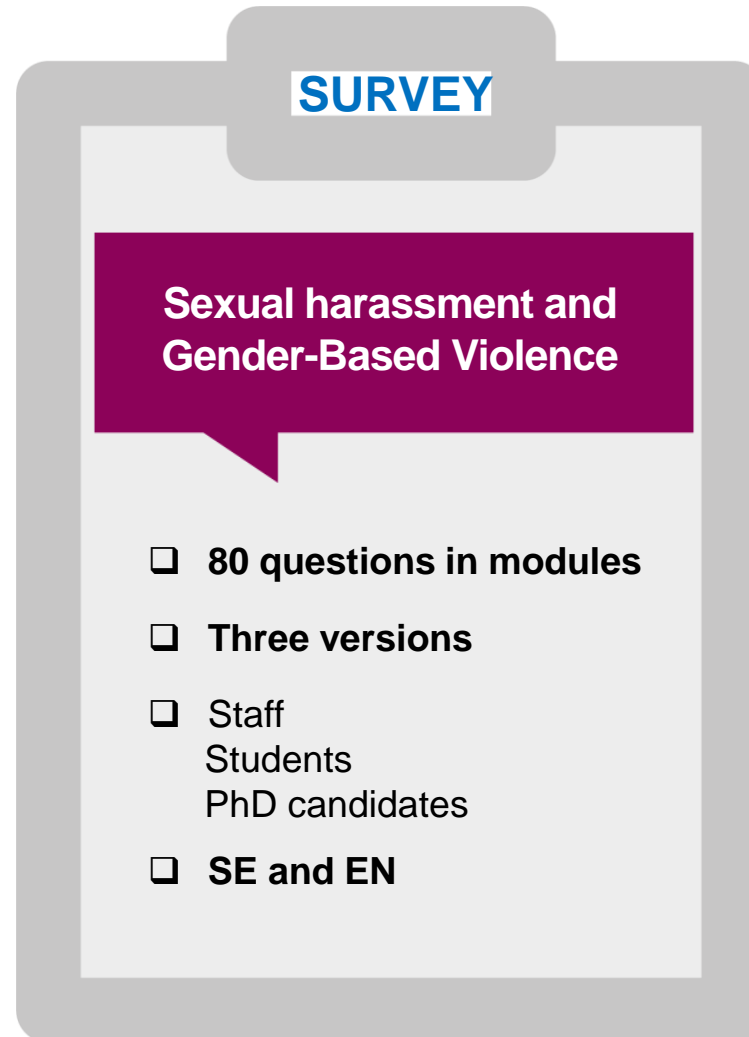 SURVEY
Sexual harassment and
Gender-Based Violence
❑ 80 questions in modules
❑ Three versions
❑ Staff
Students
PhD candidates
❑ SE and EN